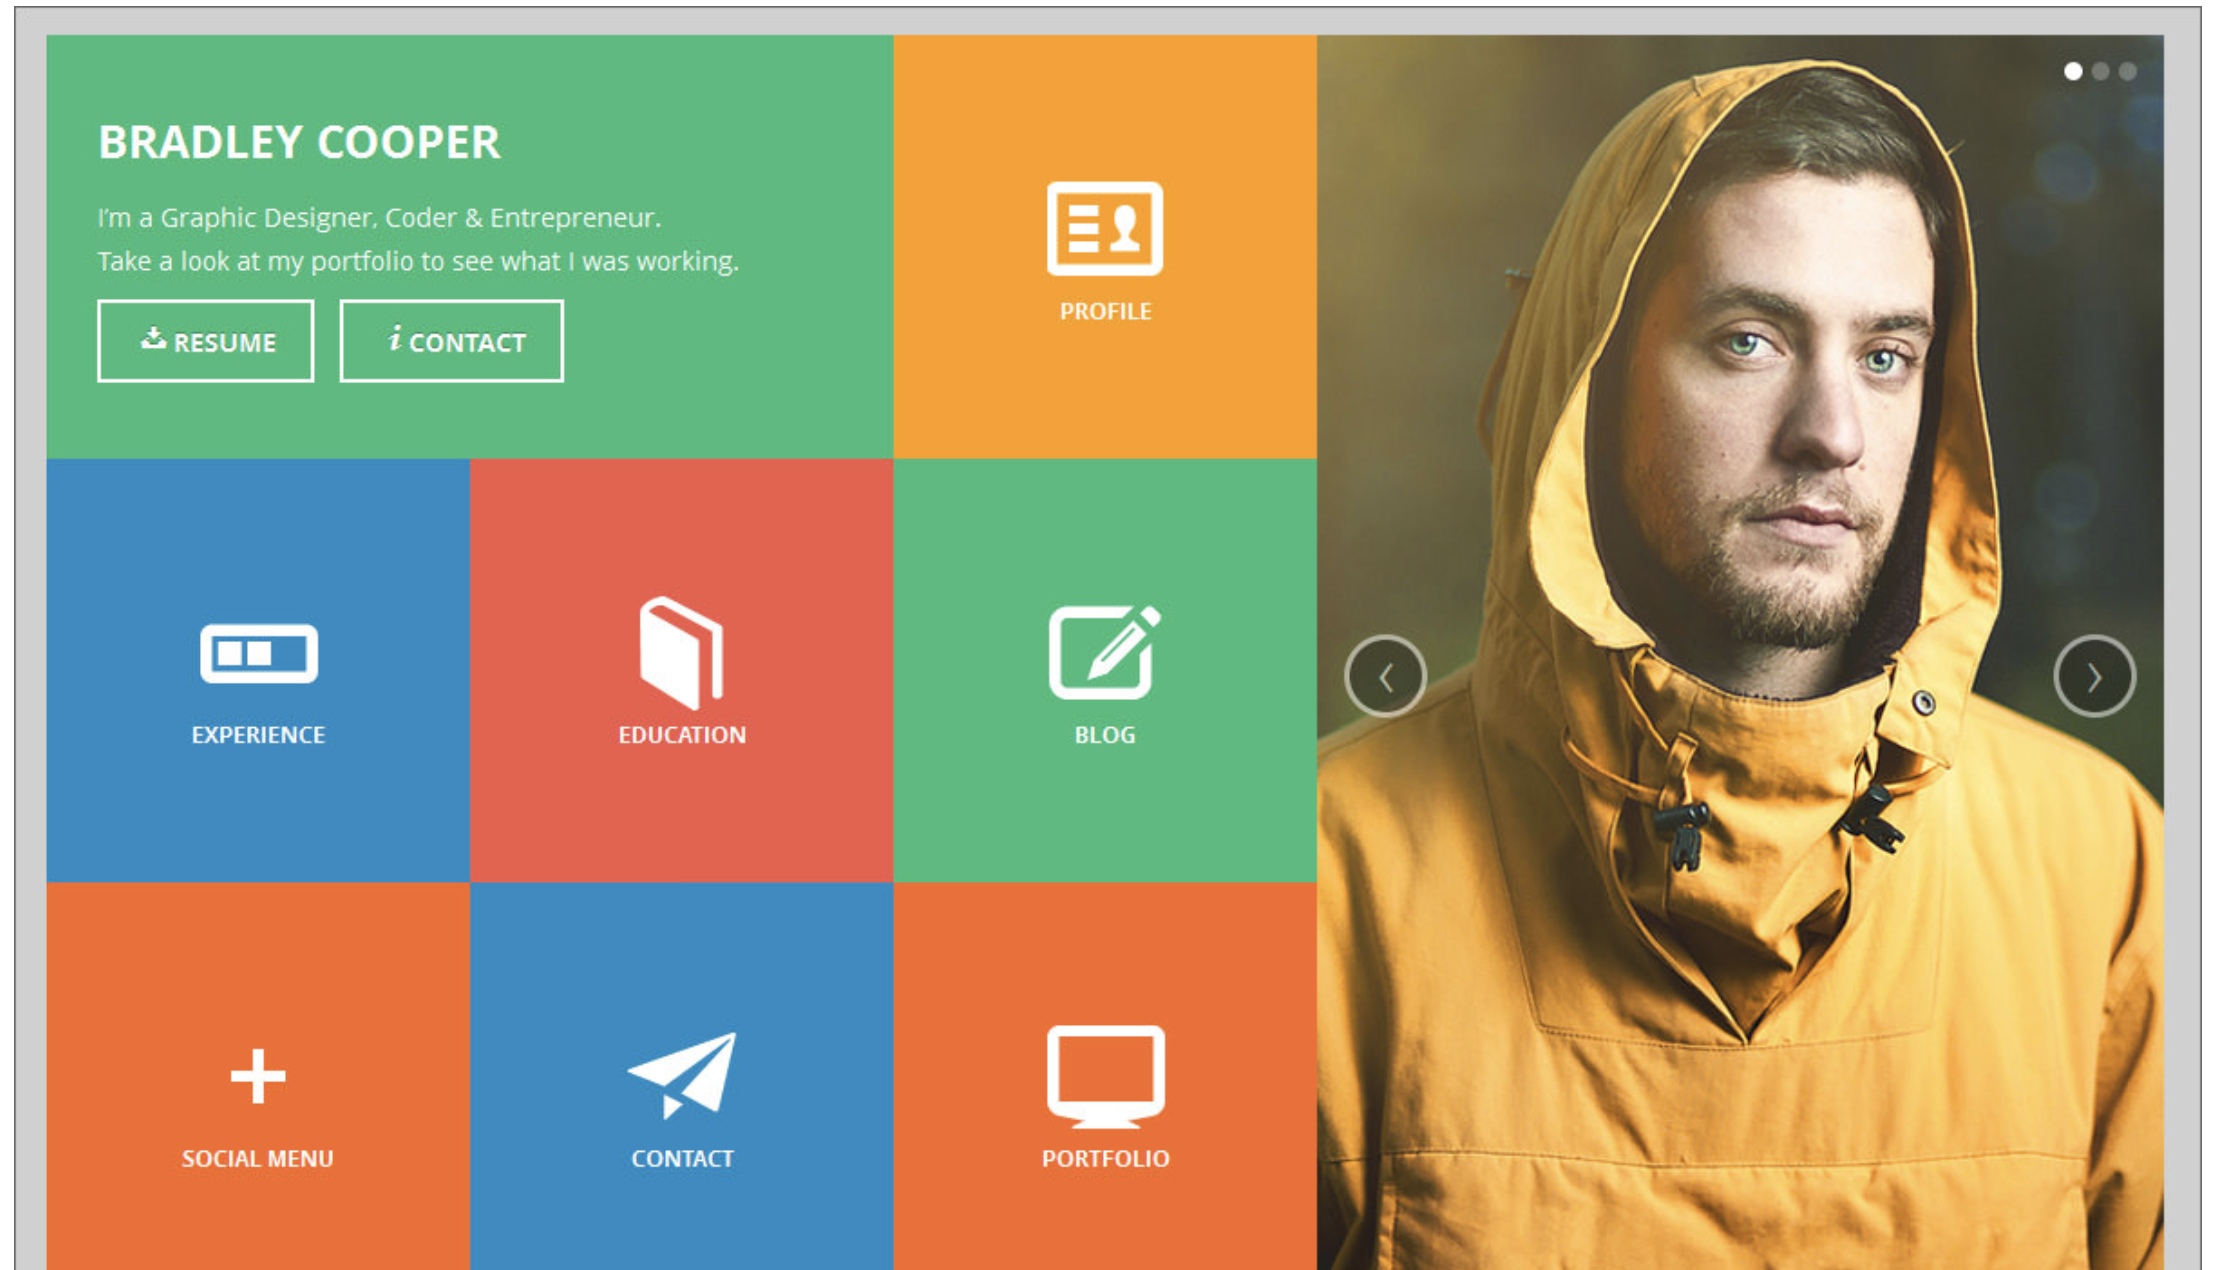 BRADLEY COOPER
I'm a Graphic Designer, Coder & Entrepreneur.
Take a look at my portfolio to see what I was working.
RESUME
i CONTACT
PROFILE
EXPERIENCE
EDUCATION
BLOG
SOCIAL MENU
CONTACT
PORTFOLIO